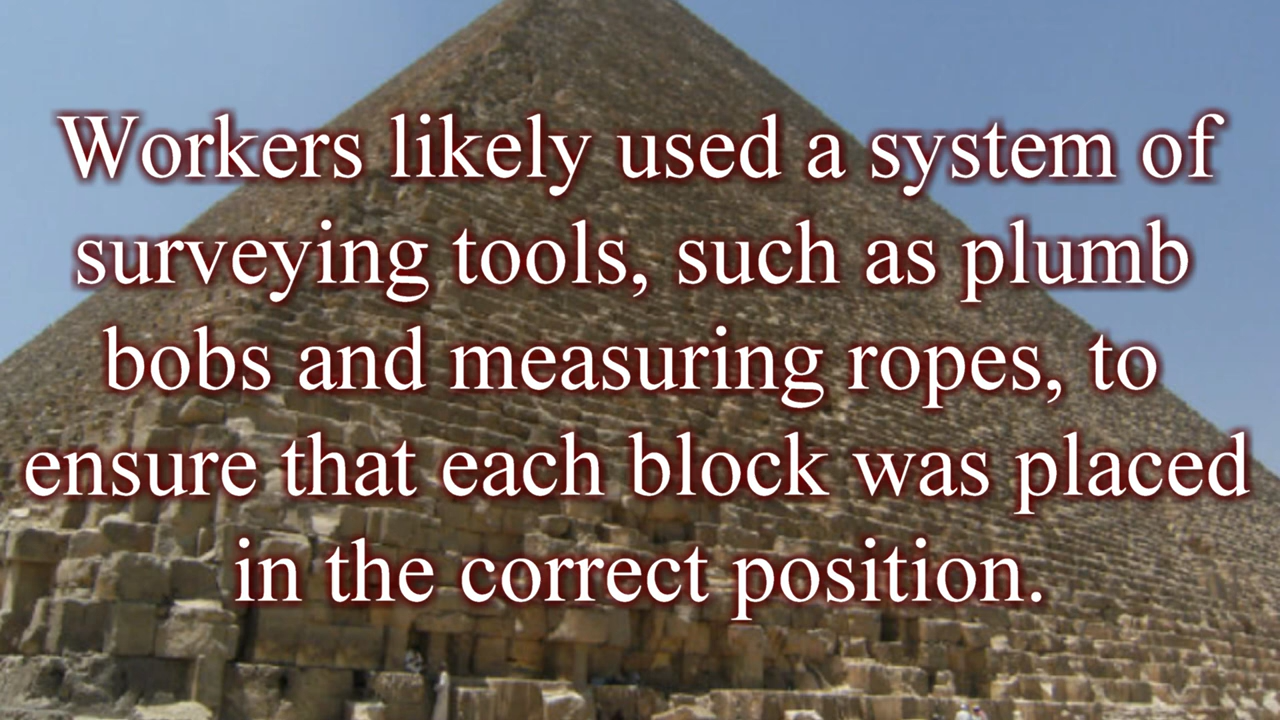 Workers likely used a system of
surveying tools, such as plumb
bobs and measuring ropes, to
ensure that each block was placed
in the correct position.